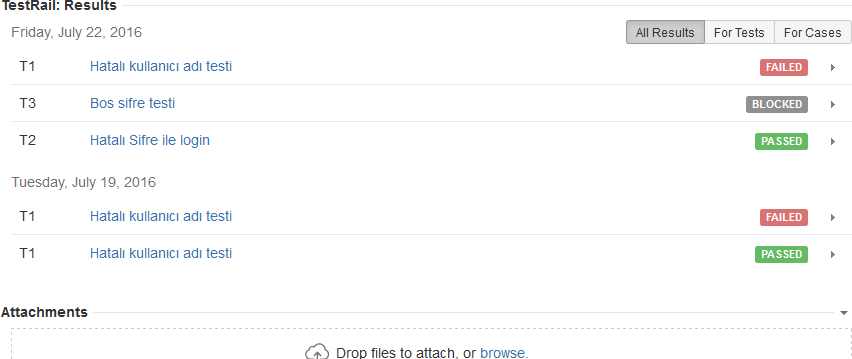 TestRail: Results
Friday, July 22, 2016
All Results For Tests For Cases
T1 Hatalı kullanıcı adı testi FAILED
T3 Bos sifre testi BLOCKED
T2 Hatalı Sifre ile login PASSED
Tuesday, July 19, 2016
T1 Hatalı kullanıcı adı testi FAILED
T1 Hatalı kullanıcı adı testi PASSED
Attachments
Drop files to attach, or browse.